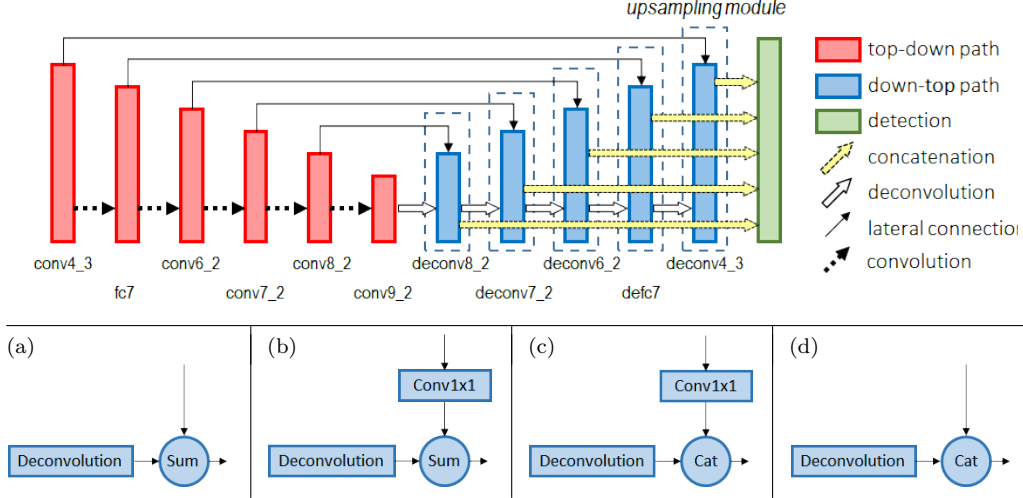 upsampling module
top-down path
down-top path
detection
concatenation
deconvolution
lateral connection
convolution
conv4_3
conv6_2
conv8_2
deconv8_2
deconv6_2
deconv4_3
fc7
conv7_2
conv9_2
deconv7_2
defc7
(a)
(b)
(c)
(d)
Conv1x1
Conv1x1
Deconvolution
Sum
Deconvolution
Sum
Deconvolution
Cat
Deconvolution
Cat